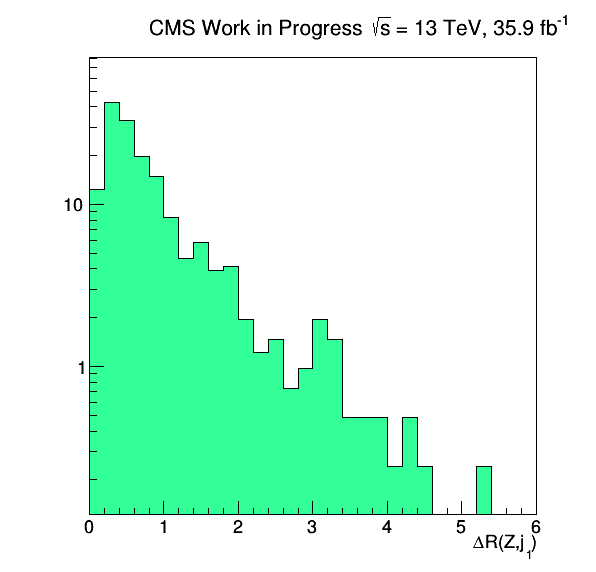 CMS Work in Progress √s = 13 TeV, 35.9 fb⁻¹
10
1
0 1 2 3 4 5 6
ΔR(Z,j₁)